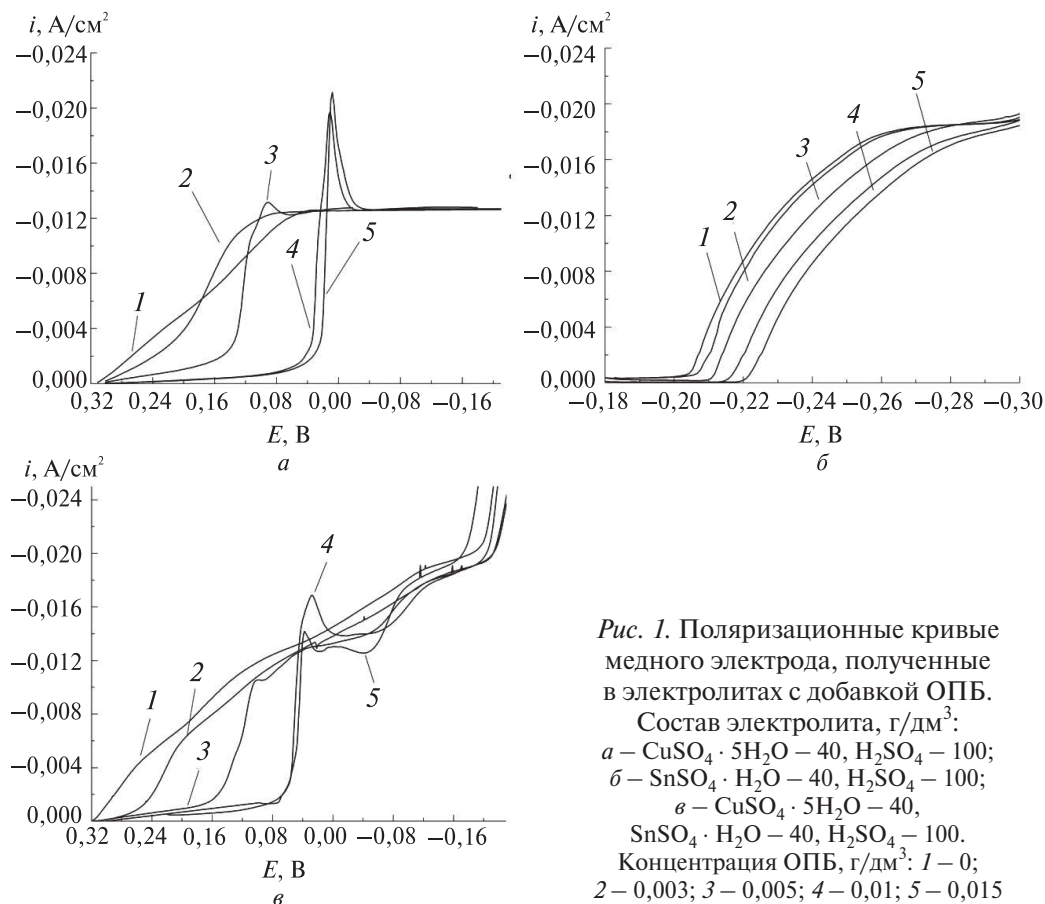 i, А/см²
−0,024
−0,020
−0,016
−0,012
−0,008
−0,004
0,000
1
2
3
4
5
0,32 0,24 0,16 0,08 0,00 −0,08 −0,16
E, В
а
i, А/см²
−0,024
−0,020
−0,016
−0,012
−0,008
−0,004
0,000
1
2
3
4
5
−0,18 −0,20 −0,22 −0,24 −0,26 −0,28 −0,30
E, В
б
i, А/см²
−0,024
−0,020
−0,016
−0,012
−0,008
−0,004
0,000
1
2
3
4
5
0,32 0,24 0,16 0,08 0,00 −0,08 −0,16
E, В
в
Рис. 1. Поляризационные кривые
медного электрода, полученные
в электролитах с добавкой ОПБ.
Состав электролита, г/дм³:
а – CuSO₄ · 5H₂O – 40, H₂SO₄ – 100;
б – SnSO₄ · H₂O – 40, H₂SO₄ – 100;
в – CuSO₄ · 5H₂O – 40,
SnSO₄ · H₂O – 40, H₂SO₄ – 100.
Концентрация ОПБ, г/дм³: 1 – 0;
2 – 0,003; 3 – 0,005; 4 – 0,01; 5 – 0,015